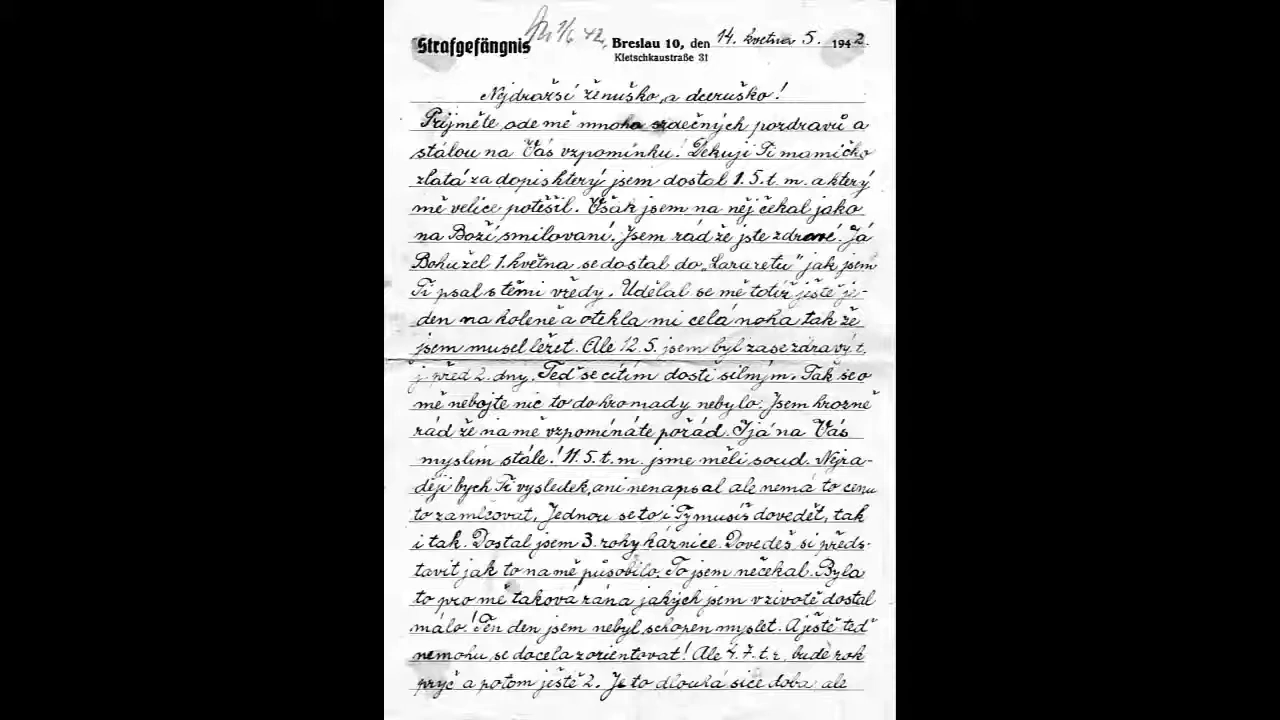 Strafgefängnis
Breslau 10, den 14. května 5. 1942.
Kletschkaustraße 31
Nejdražší ženuško, a dceruško!
Přijměte, ode mě mnoho srdečných pozdravů a
stálou na Vás vzpomínku! Děkuji Ti mamičko
zlatá za dopis který jsem dostal 1.5.t.m. a který
mě velice potěšil. Však jsem na něj čekal jako
na Boží smilovaní. Jsem rád že jste zdravé. Já
Bohužel 1. května se dostal do „Lazaretu" jak jsem
Ti psal s těmi vředy. Udělal se mě totiž ještě je-
den na koleně a otekla mi celá noha tak že
jsem musel ležet. Ale 12.5. jsem byl zase zdravý t.
j. před 2. dny. Teď se cítím dosti silným. Tak se o
mě nebojte nic to dohromady nebylo. Jsem hrozně
rád že na mě vzpomínáte pořád. I já na Vás
myslím stále! 11.5.t.m. jsme měli soud. Nejra-
ději bych Ti vysledek, ani nenapsal ale nemá to cenu
to zamlčovat. Jednou se to i Ty musíš dovedět, tak
i tak. Dostal jsem 3. roky káznice. Dovedeš si předs-
tavit jak to na mě působilo. To jsem nečekal. Byla
to pro mě taková rána jakých jsem v životě dostal
málo! Ten den jsem nebyl schopen myslet. A ještě teď
nemohu se docela zorientovat! Ale 4.7.t.r. bude rok
pryč a potom ještě 2. Je to dlouhá sice doba ale